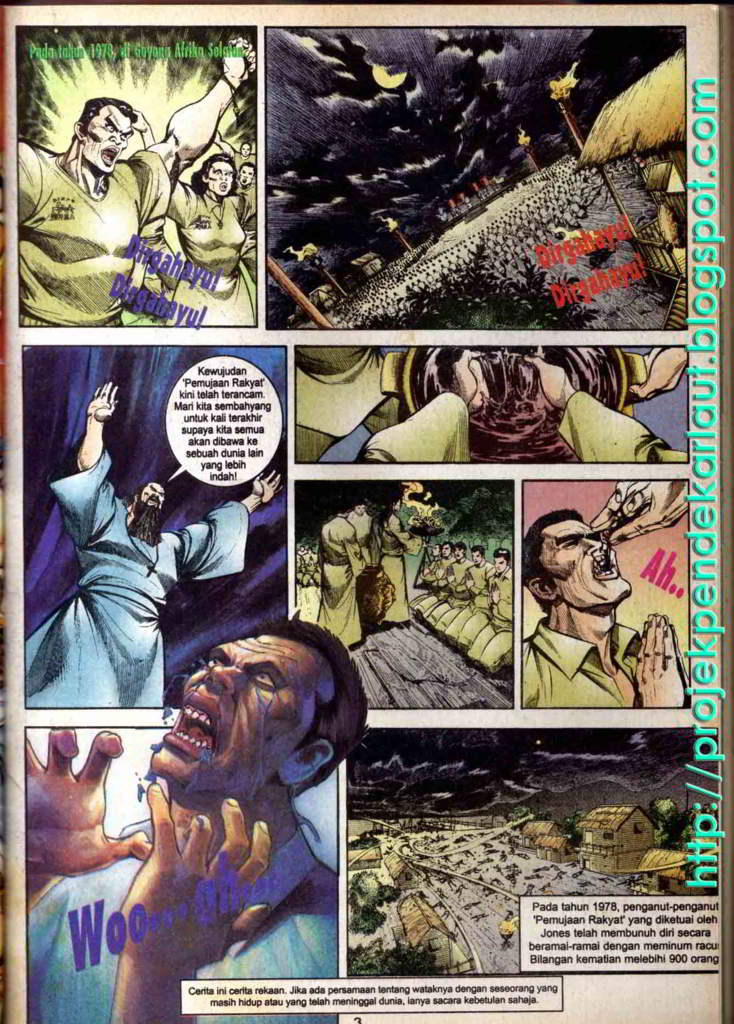 Pada tahun 1978, di Guyana Afrika Selatan
Dirgahayu!
Dirgahayu!
Dirgahayu!
Dirgahayu!
Kewujudan
'Pemujaan Rakyat'
kini telah terancam.
Mari kita sembahyang
untuk kali terakhir
supaya kita semua
akan dibawa ke
sebuah dunia lain
yang lebih
indah!
Ah..
Woo
Pada tahun 1978, penganut-penganut
'Pemujaan Rakyat' yang diketuai oleh
Jones telah membunuh diri secara
beramai-ramai dengan meminum racu
Bilangan kematian melebihi 900 orang
Cerita ini cerita rekaan. Jika ada persamaan tentang wataknya dengan seseorang yang
masih hidup atau yang telah meninggal dunia, ianya sacara kebetulan sahaja.
3
http://projekpendekarlaut.blogspot.com